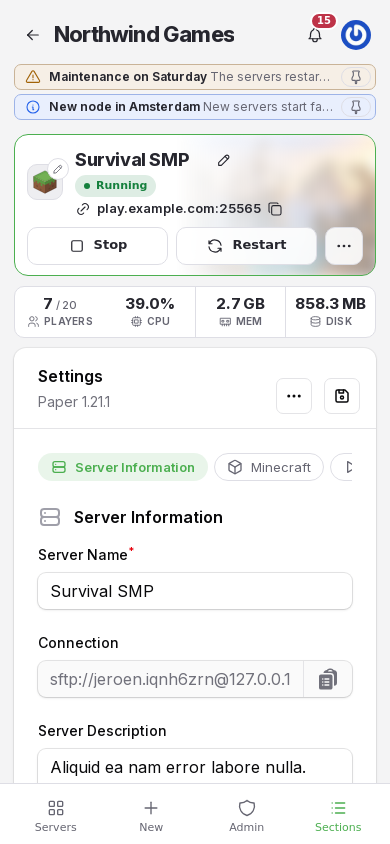 Northwind Games
15
Maintenance on Saturday The servers restar...
New node in Amsterdam New servers start fa...
Survival SMP
Running
play.example.com:25565
Stop
Restart
7 / 20
PLAYERS
39.0%
CPU
2.7 GB
MEM
858.3 MB
DISK
Settings
Paper 1.21.1
Server Information
Minecraft
Server Information
Server Name*
Survival SMP
Connection
sftp://jeroen.iqnh6zrn@127.0.0.1
Server Description
Aliquid ea nam error labore nulla.
Servers
New
Admin
Sections